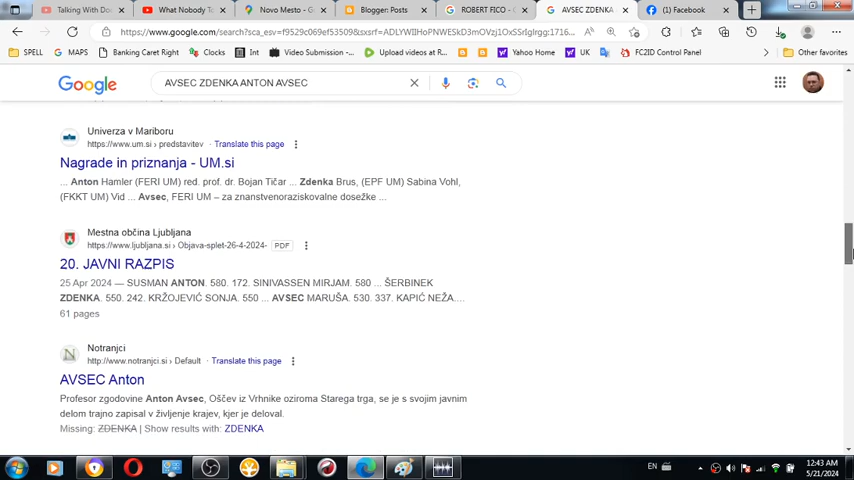 Talking With Do
What Nobody T
Novo Mesto - G
Blogger: Posts
ROBERT FICO - G
AVSEC ZDENKA
(1) Facebook
https://www.google.com/search?sca_esv=f9529c069ef53509&sxsrf=
SPELL
MAPS
Banking Caret Right
Clocks
Int
Video Submission -...
Upload videos at R...
Yahoo Home
UK
FC2ID Control Panel
Other favorites
Google
AVSEC ZDENKA ANTON AVSEC
Univerza v Mariboru
https://www.um.si › predstavitev · Translate this page
Nagrade in priznanja - UM.si
... Anton Hamler (FERI UM) red. prof. dr. Bojan Tičar ... Zdenka Brus, (EPF UM) Sabina Vohl,
(FKKT UM) Vid ... Avsec, FERI UM – za znanstvenoraziskovalne dosežke ...
Mestna občina Ljubljana
https://www.ljubljana.si › Objava-splet-26-4-2024- PDF
20. JAVNI RAZPIS
25 Apr 2024 — SUSMAN ANTON. 580. 172. SINIVASSEN MIRJAM. 580 ... ŠERBINEK
ZDENKA. 550. 242. KRŽOJEVIĆ SONJA. 550 ... AVSEC MARUŠA. 530. 337. KAPIĆ NEŽA....
61 pages
Notranjci
http://www.notranjci.si › Default · Translate this page
AVSEC Anton
Profesor zgodovine Anton Avsec, Oščev iz Vrhnike oziroma Starega trga, se je s svojim javnim
delom trajno zapisal v življenje krajev, kjer je deloval.
Missing: ZDENKA | Show results with: ZDENKA
EN
12:43 AM
5/21/2024